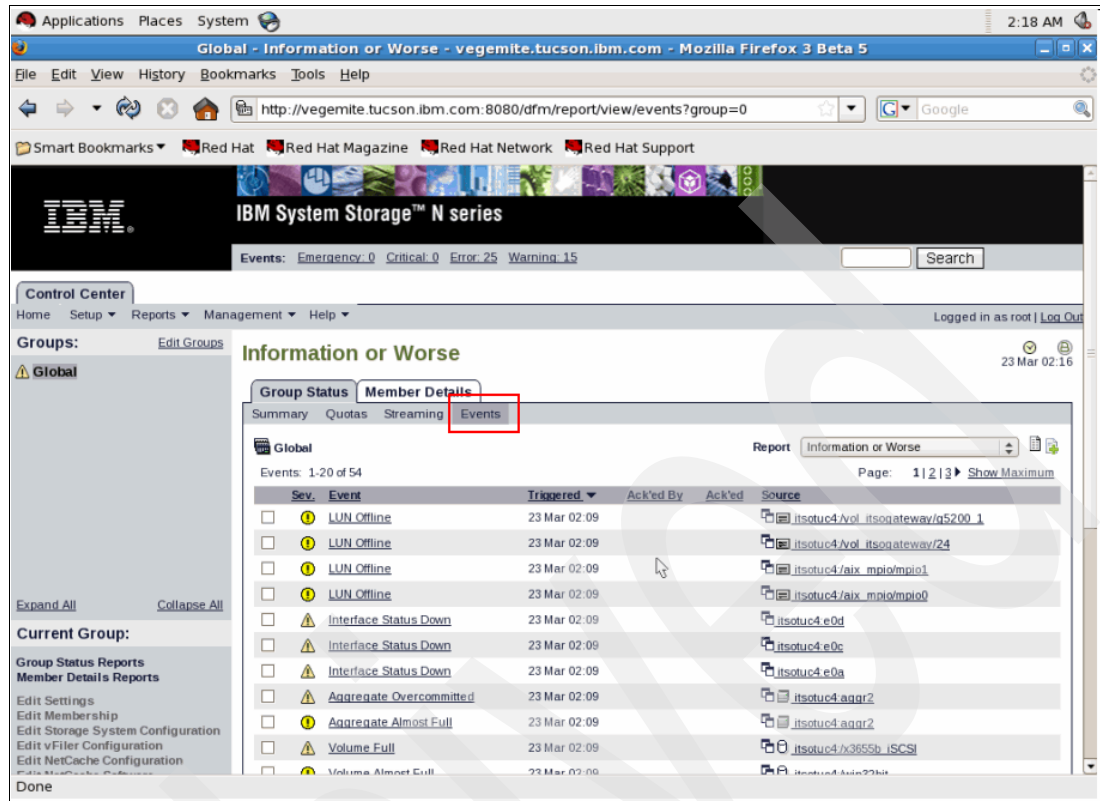 Applications Places System 2:18 AM
Global - Information or Worse - vegemite.tucson.ibm.com - Mozilla Firefox 3 Beta 5
File Edit View History Bookmarks Tools Help
http://vegemite.tucson.ibm.com:8080/dfm/report/view/events?group=0 G Google
Smart Bookmarks Red Hat Red Hat Magazine Red Hat Network Red Hat Support
IBM®
IBM System Storage™ N series
Events: Emergency: 0 Critical: 0 Error: 25 Warning: 15 Search
Control Center
Home Setup Reports Management Help Logged in as root | Log Out
Groups: Edit Groups
Global
Expand All Collapse All
Current Group:
Group Status Reports
Member Details Reports
Edit Settings
Edit Membership
Edit Storage System Configuration
Edit vFiler Configuration
Edit NetCache Configuration
Edit NetCache Software
Information or Worse
23 Mar 02:16
Group Status Member Details
Summary Quotas Streaming Events
Global Report Information or Worse
Events: 1-20 of 54 Page: 1 | 2 | 3 Show Maximum
Sev. Event Triggered Ack'ed By Ack'ed Source
LUN Offline 23 Mar 02:09 itsotuc4:/vol_itsogateway/g5200_1
LUN Offline 23 Mar 02:09 itsotuc4:/vol_itsogateway/24
LUN Offline 23 Mar 02:09 itsotuc4:/aix_mpio/mpio1
LUN Offline 23 Mar 02:09 itsotuc4:/aix_mpio/mpio0
Interface Status Down 23 Mar 02:09 itsotuc4:e0d
Interface Status Down 23 Mar 02:09 itsotuc4:e0c
Interface Status Down 23 Mar 02:09 itsotuc4:e0a
Aggregate Overcommitted 23 Mar 02:09 itsotuc4:aggr2
Aggregate Almost Full 23 Mar 02:09 itsotuc4:aggr2
Volume Full 23 Mar 02:09 itsotuc4:/x3655b_iSCSI
Volume Almost Full 23 Mar 02:09 itsotuc4:/win32bit
Done